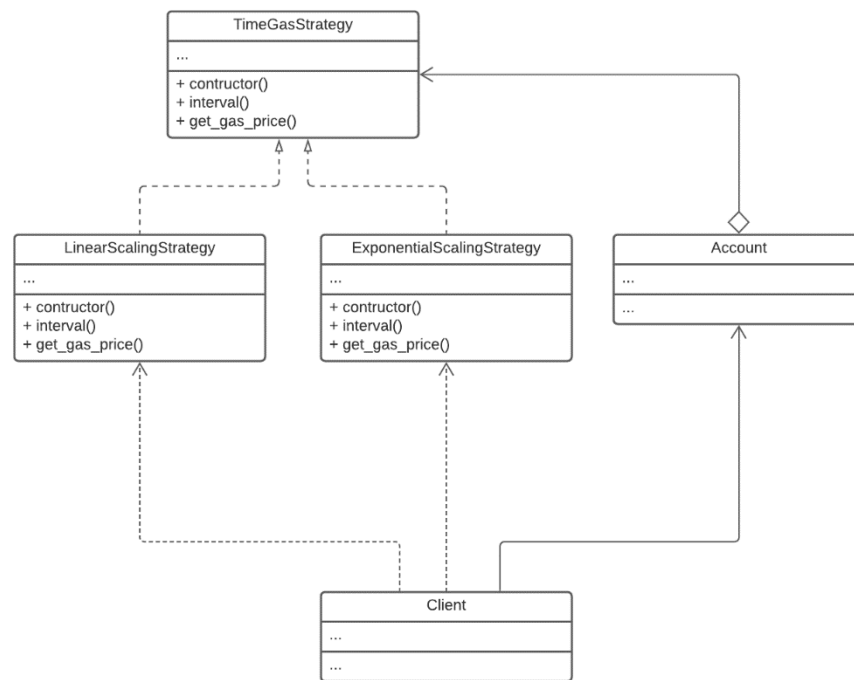 TimeGasStrategy
...
+ contructor()
+ interval()
+ get_gas_price()
LinearScalingStrategy
...
+ contructor()
+ interval()
+ get_gas_price()
ExponentialScalingStrategy
...
+ contructor()
+ interval()
+ get_gas_price()
Account
...
...
Client
...
...